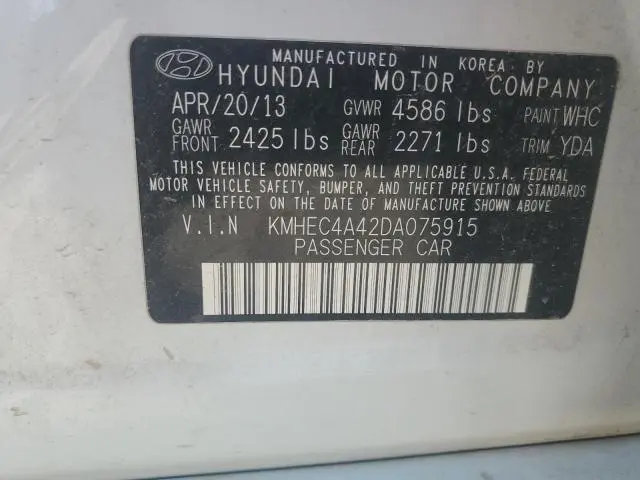 MANUFACTURED IN KOREA BY
HYUNDAI MOTOR COMPANY
APR/20/13 GVWR 4586 lbs PAINT WHC
GAWR FRONT 2425 lbs GAWR REAR 2271 lbs TRIM YDA
THIS VEHICLE CONFORMS TO ALL APPLICABLE U.S.A. FEDERAL
MOTOR VEHICLE SAFETY, BUMPER, AND THEFT PREVENTION STANDARDS
IN EFFECT ON THE DATE OF MANUFACTURE SHOWN ABOVE
V.I.N KMHEC4A42DA075915
PASSENGER CAR